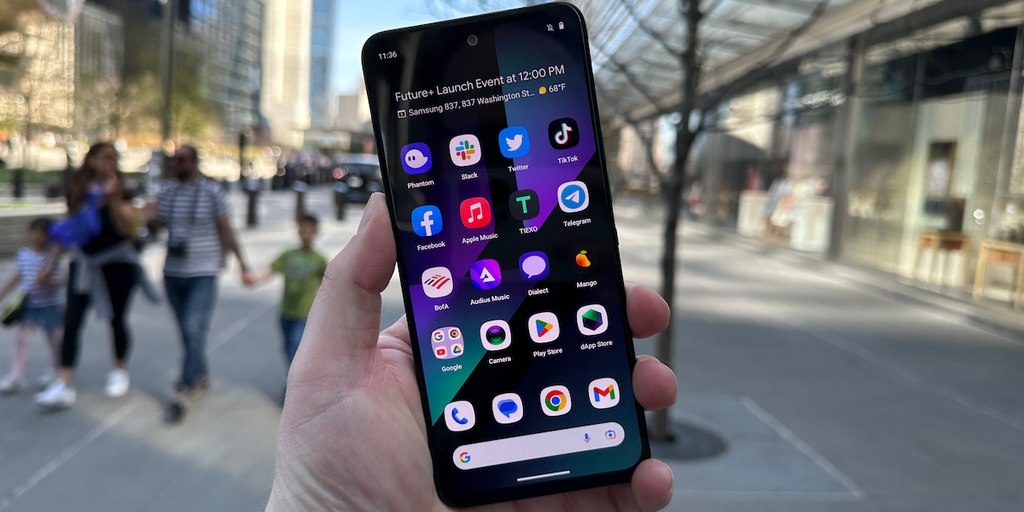 11:36
Future+ Launch Event at 12:00 PM
Samsung 837, 837 Washington St... 68°F
Phantom Slack Twitter TikTok
Facebook Apple Music TIEXO Telegram
BofA Audius Music Dialect Mango
Google Camera Play Store dApp Store